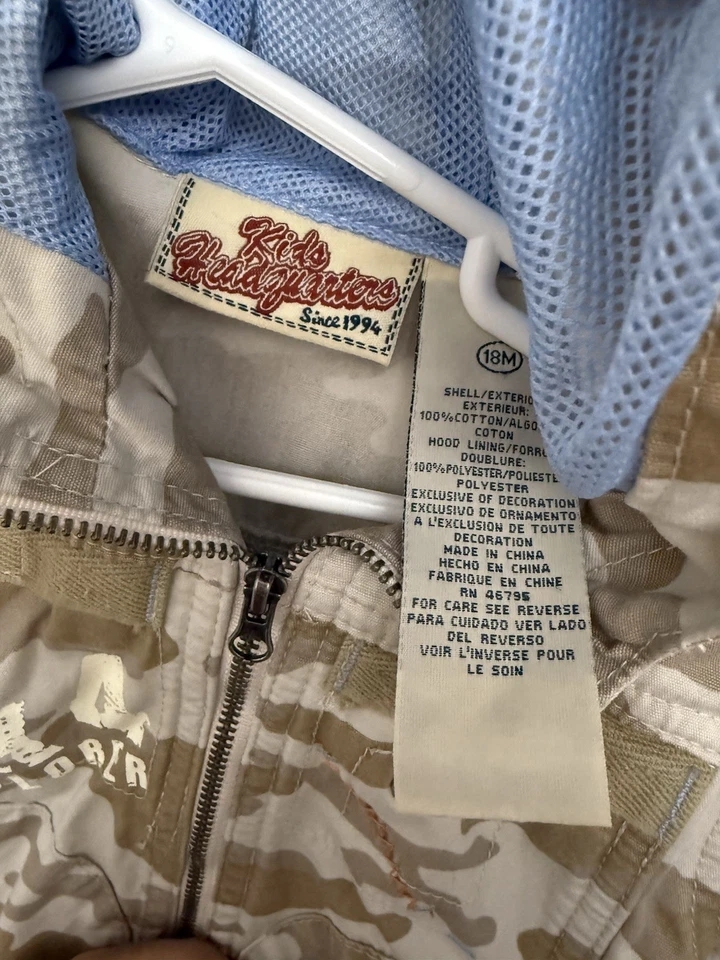 Kids
Headquarters
Since 1994
18M
SHELL/EXTERIO
EXTERIEUR:
100%COTTON/ALGO
COTON
HOOD LINING/FORR
DOUBLURE:
100%POLYESTER/POLIESTE
POLYESTER
EXCLUSIVE OF DECORATION
EXCLUSIVO DE ORNAMENTO
A L'EXCLUSION DE TOUTE
DECORATION
MADE IN CHINA
HECHO EN CHINA
FABRIQUE EN CHINE
RN 46795
FOR CARE SEE REVERSE
PARA CUIDADO VER LADO
DEL REVERSO
VOIR L'INVERSE POUR
LE SOIN